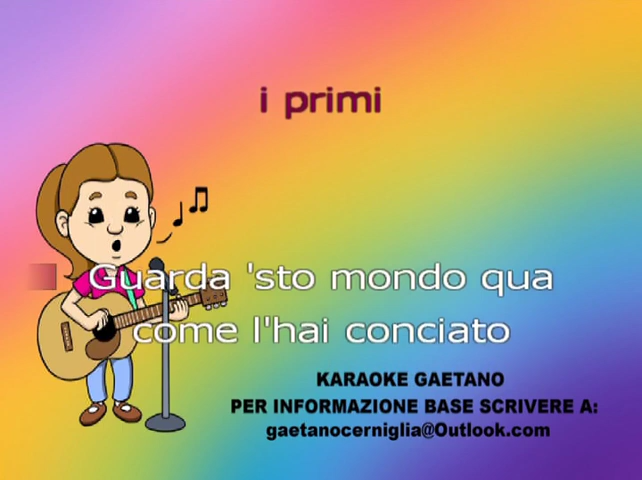 i primi
Guarda 'sto mondo qua
come l'hai conciato
KARAOKE GAETANO
PER INFORMAZIONE BASE SCRIVERE A:
gaetanocerniglia@Outlook.com